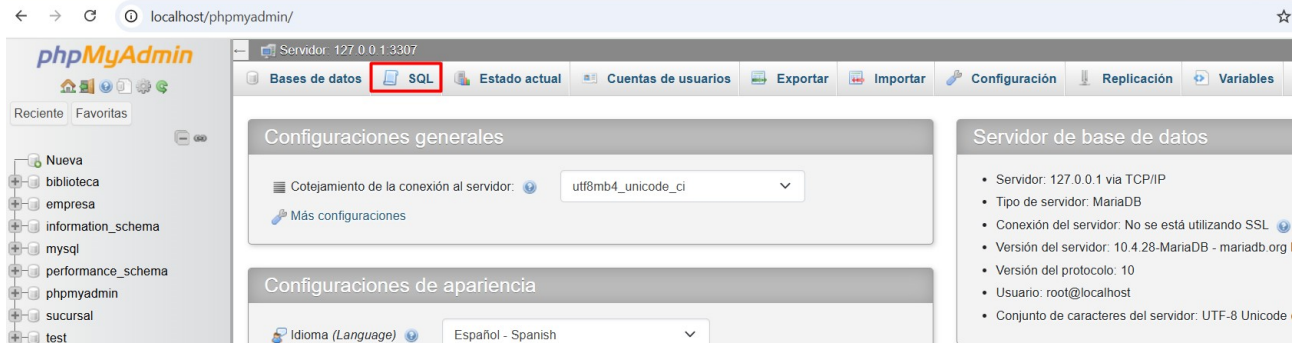 localhost/phpmyadmin/
phpMyAdmin
Reciente Favoritas
Nueva
biblioteca
empresa
information_schema
mysql
performance_schema
phpmyadmin
sucursal
test
Servidor: 127.0.0.1:3307
Bases de datos SQL Estado actual Cuentas de usuarios Exportar Importar Configuración Replicación Variables
Configuraciones generales
Cotejamiento de la conexión al servidor: utf8mb4_unicode_ci
Más configuraciones
Configuraciones de apariencia
Idioma (Language) Español - Spanish
Servidor de base de datos
• Servidor: 127.0.0.1 via TCP/IP
• Tipo de servidor: MariaDB
• Conexión del servidor: No se está utilizando SSL
• Versión del servidor: 10.4.28-MariaDB - mariadb.org
• Versión del protocolo: 10
• Usuario: root@localhost
• Conjunto de caracteres del servidor: UTF-8 Unicode